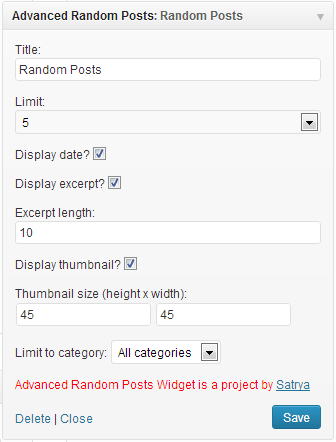 Advanced Random Posts: Random Posts
Title:
Random Posts
Limit:
5
Display date?
Display excerpt?
Excerpt length:
10
Display thumbnail?
Thumbnail size (height x width):
45 45
Limit to category: All categories
Advanced Random Posts Widget is a project by Satrya
Delete | Close Save